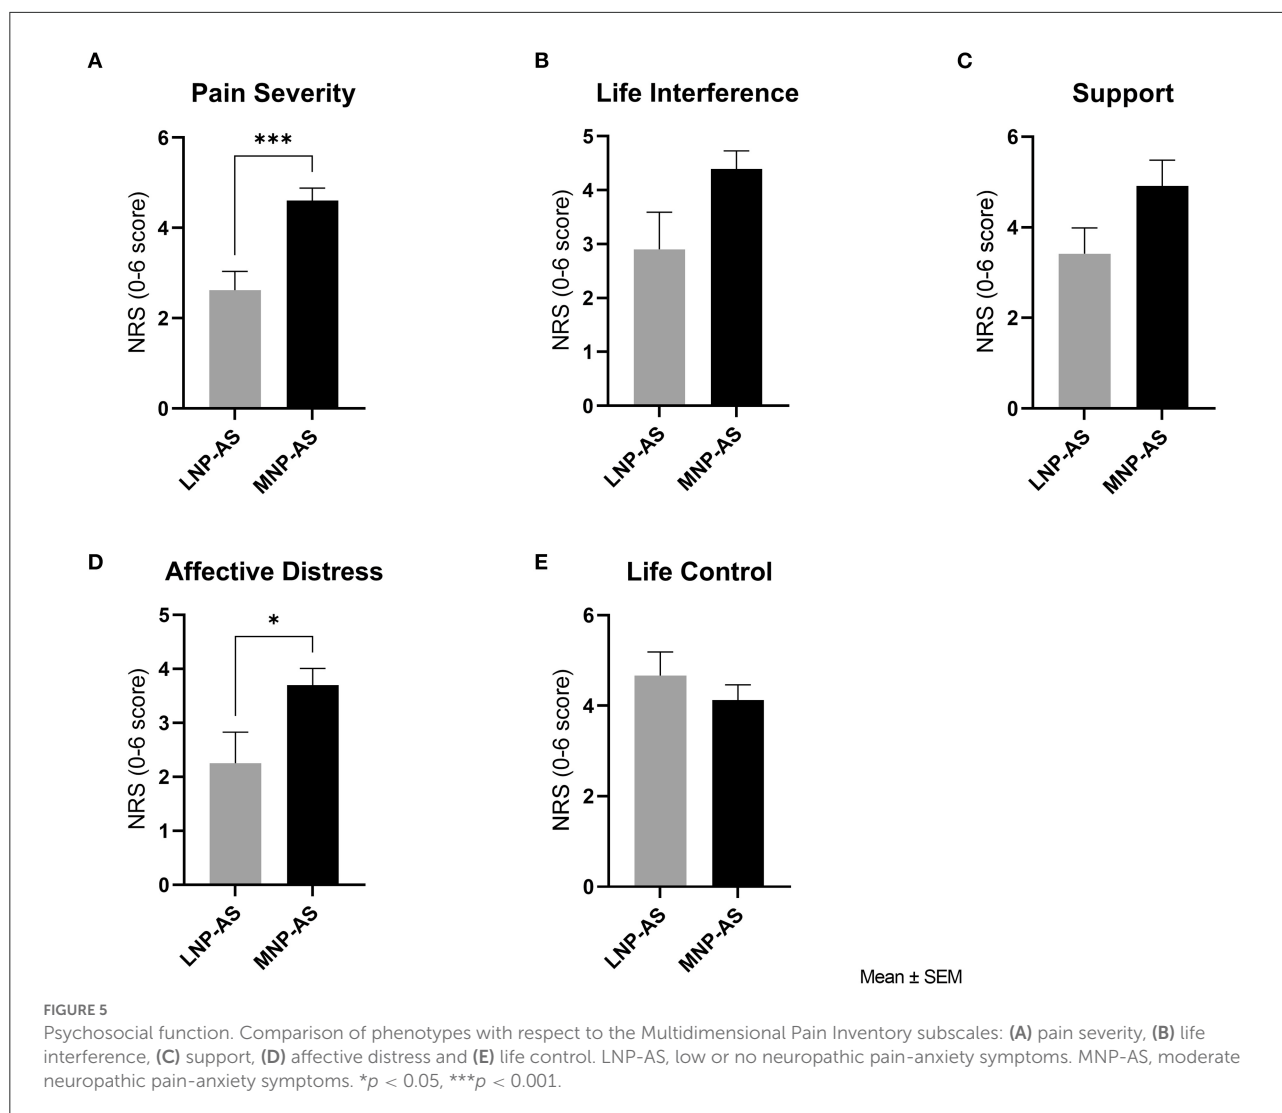 A
Pain Severity
NRS (0-6 score)
6
4
2
0
***
LNP-AS
MNP-AS
B
Life Interference
NRS (0-6 score)
5
4
3
2
1
0
LNP-AS
MNP-AS
C
Support
NRS (0-6 score)
6
4
2
0
LNP-AS
MNP-AS
D
Affective Distress
NRS (0-6 score)
5
4
3
2
1
0
*
LNP-AS
MNP-AS
E
Life Control
NRS (0-6 score)
6
4
2
0
LNP-AS
MNP-AS
Mean ± SEM
FIGURE 5
Psychosocial function. Comparison of phenotypes with respect to the Multidimensional Pain Inventory subscales: (A) pain severity, (B) life
interference, (C) support, (D) affective distress and (E) life control. LNP-AS, low or no neuropathic pain-anxiety symptoms. MNP-AS, moderate
neuropathic pain-anxiety symptoms. *p < 0.05, ***p < 0.001.